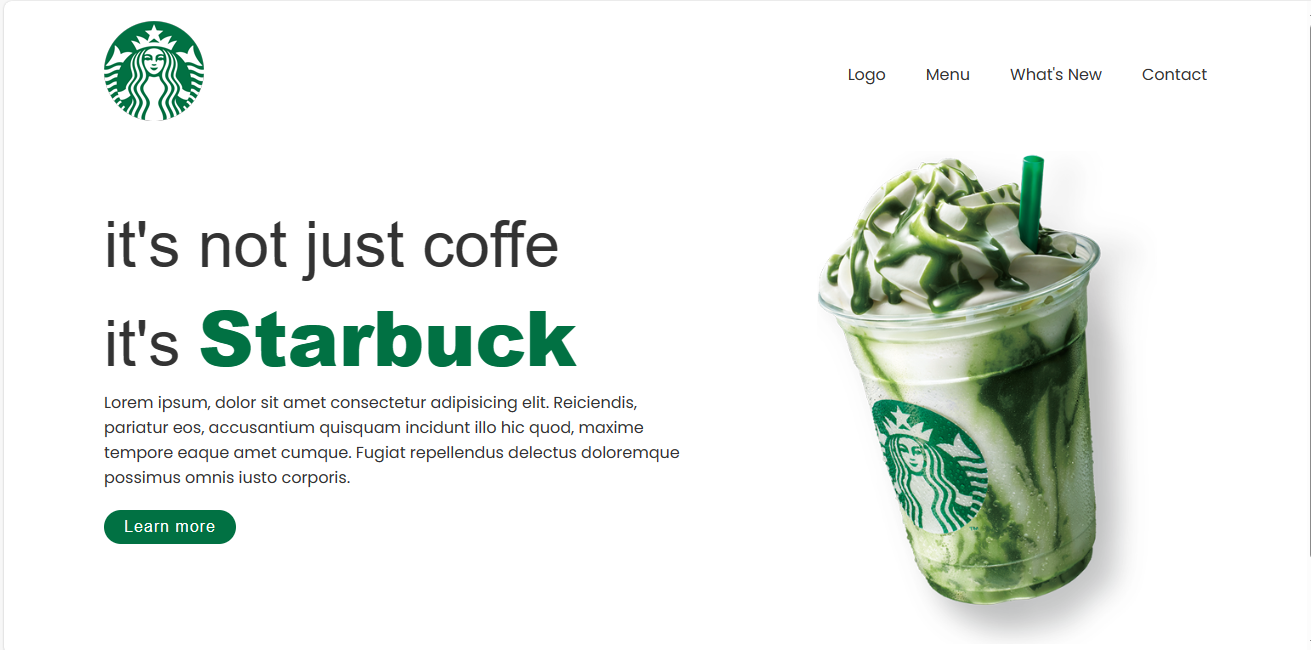 Logo Menu What's New Contact
it's not just coffe
it's Starbuck
Lorem ipsum, dolor sit amet consectetur adipisicing elit. Reiciendis,
pariatur eos, accusantium quisquam incidunt illo hic quod, maxime
tempore eaque amet cumque. Fugiat repellendus delectus doloremque
possimus omnis iusto corporis.
Learn more
TM